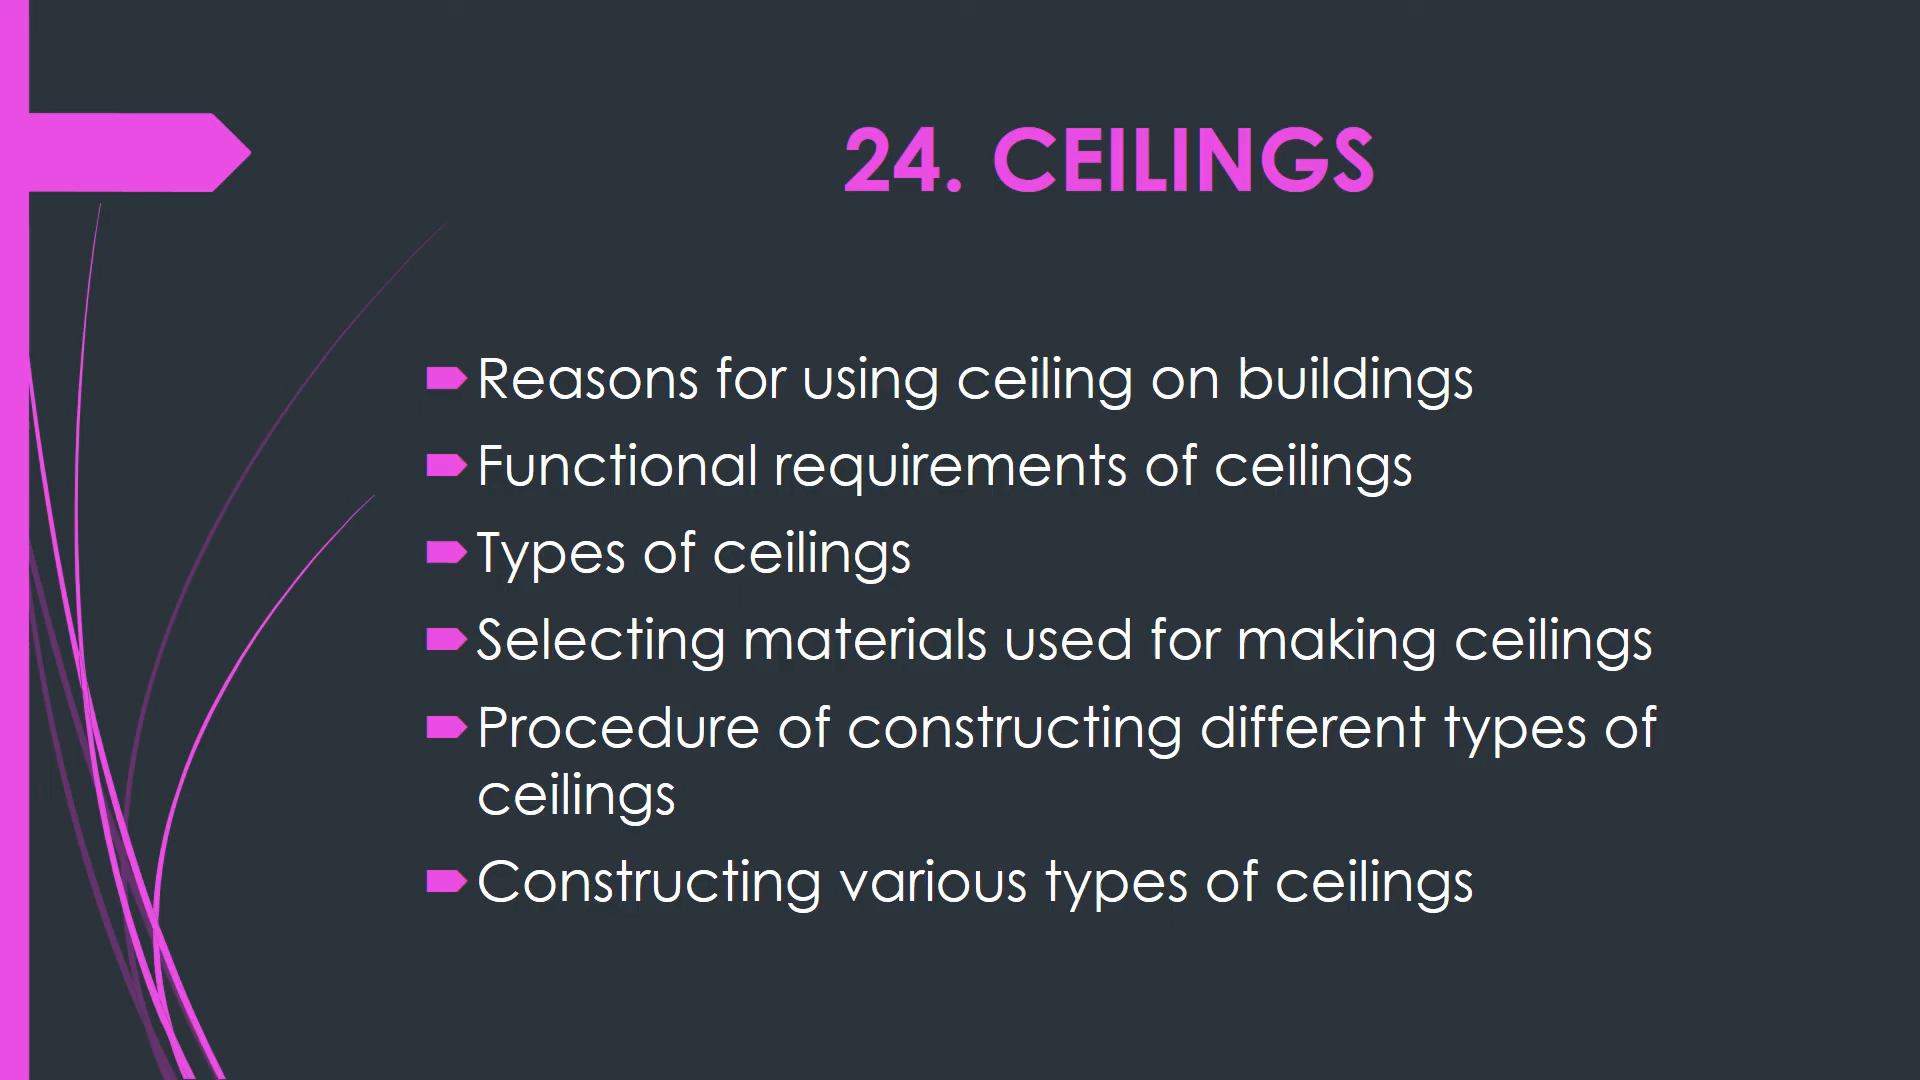 24. CEILINGS
Reasons for using ceiling on buildings
Functional requirements of ceilings
Types of ceilings
Selecting materials used for making ceilings
Procedure of constructing different types of
ceilings
Constructing various types of ceilings